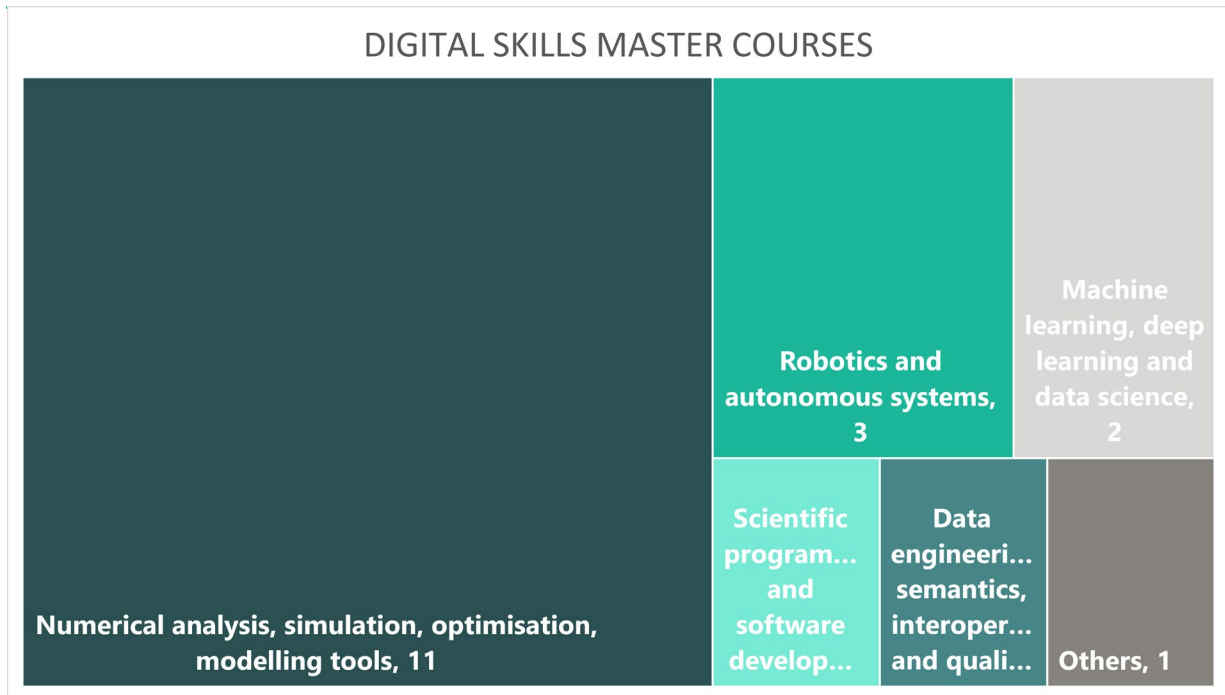 DIGITAL SKILLS MASTER COURSES
Numerical analysis, simulation, optimisation,
modelling tools, 11
Robotics and
autonomous systems,
3
Machine
learning, deep
learning and
data science,
2
Scientific
program...
and
software
develop...
Data
engineeri...
semantics,
interoper...
and quali...
Others, 1